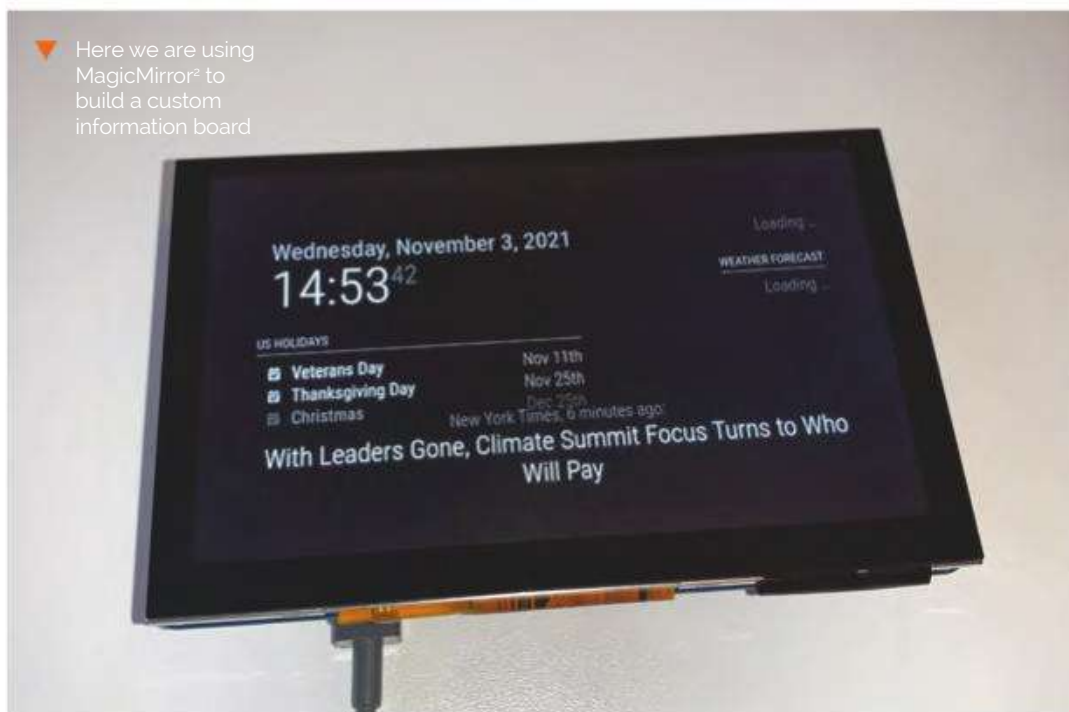 Here we are using
MagicMirror² to
build a custom
information board
Wednesday, November 3, 2021
14:53 42
Loading ...
WEATHER FORECAST
Loading ...
US HOLIDAYS
Veterans Day Nov 11th
Thanksgiving Day Nov 25th
Christmas Dec 25th
New York Times, 6 minutes ago:
With Leaders Gone, Climate Summit Focus Turns to Who
Will Pay